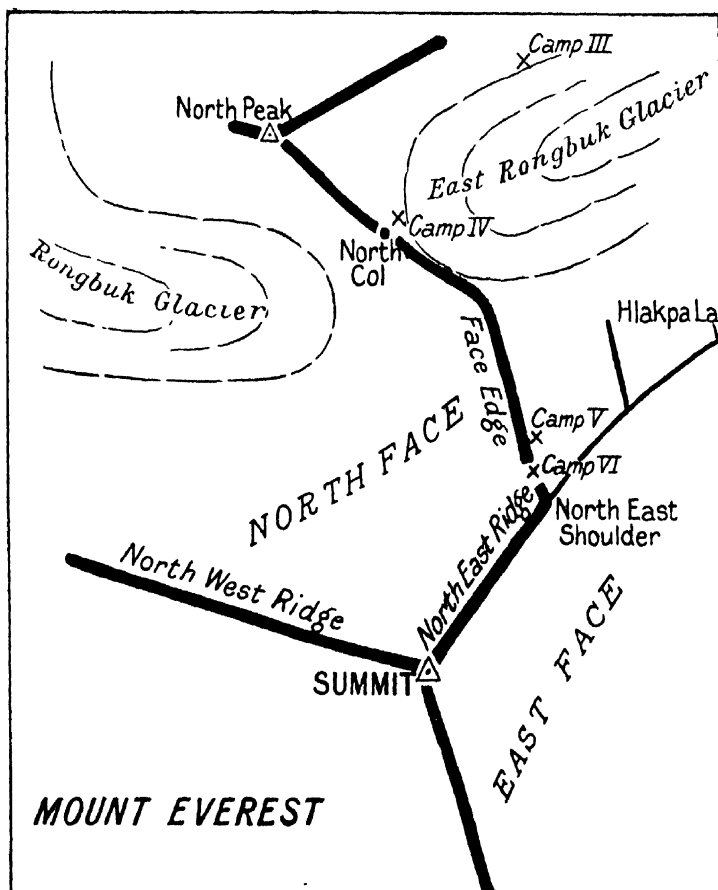 Camp III
North Peak
East Rongbuk Glacier
Camp IV
North
Col
Rongbuk Glacier
Hlakpa La
Face Edge
Camp V
NORTH FACE
Camp VI
North East
Shoulder
North East Ridge
North West Ridge
SUMMIT
EAST FACE
MOUNT EVEREST